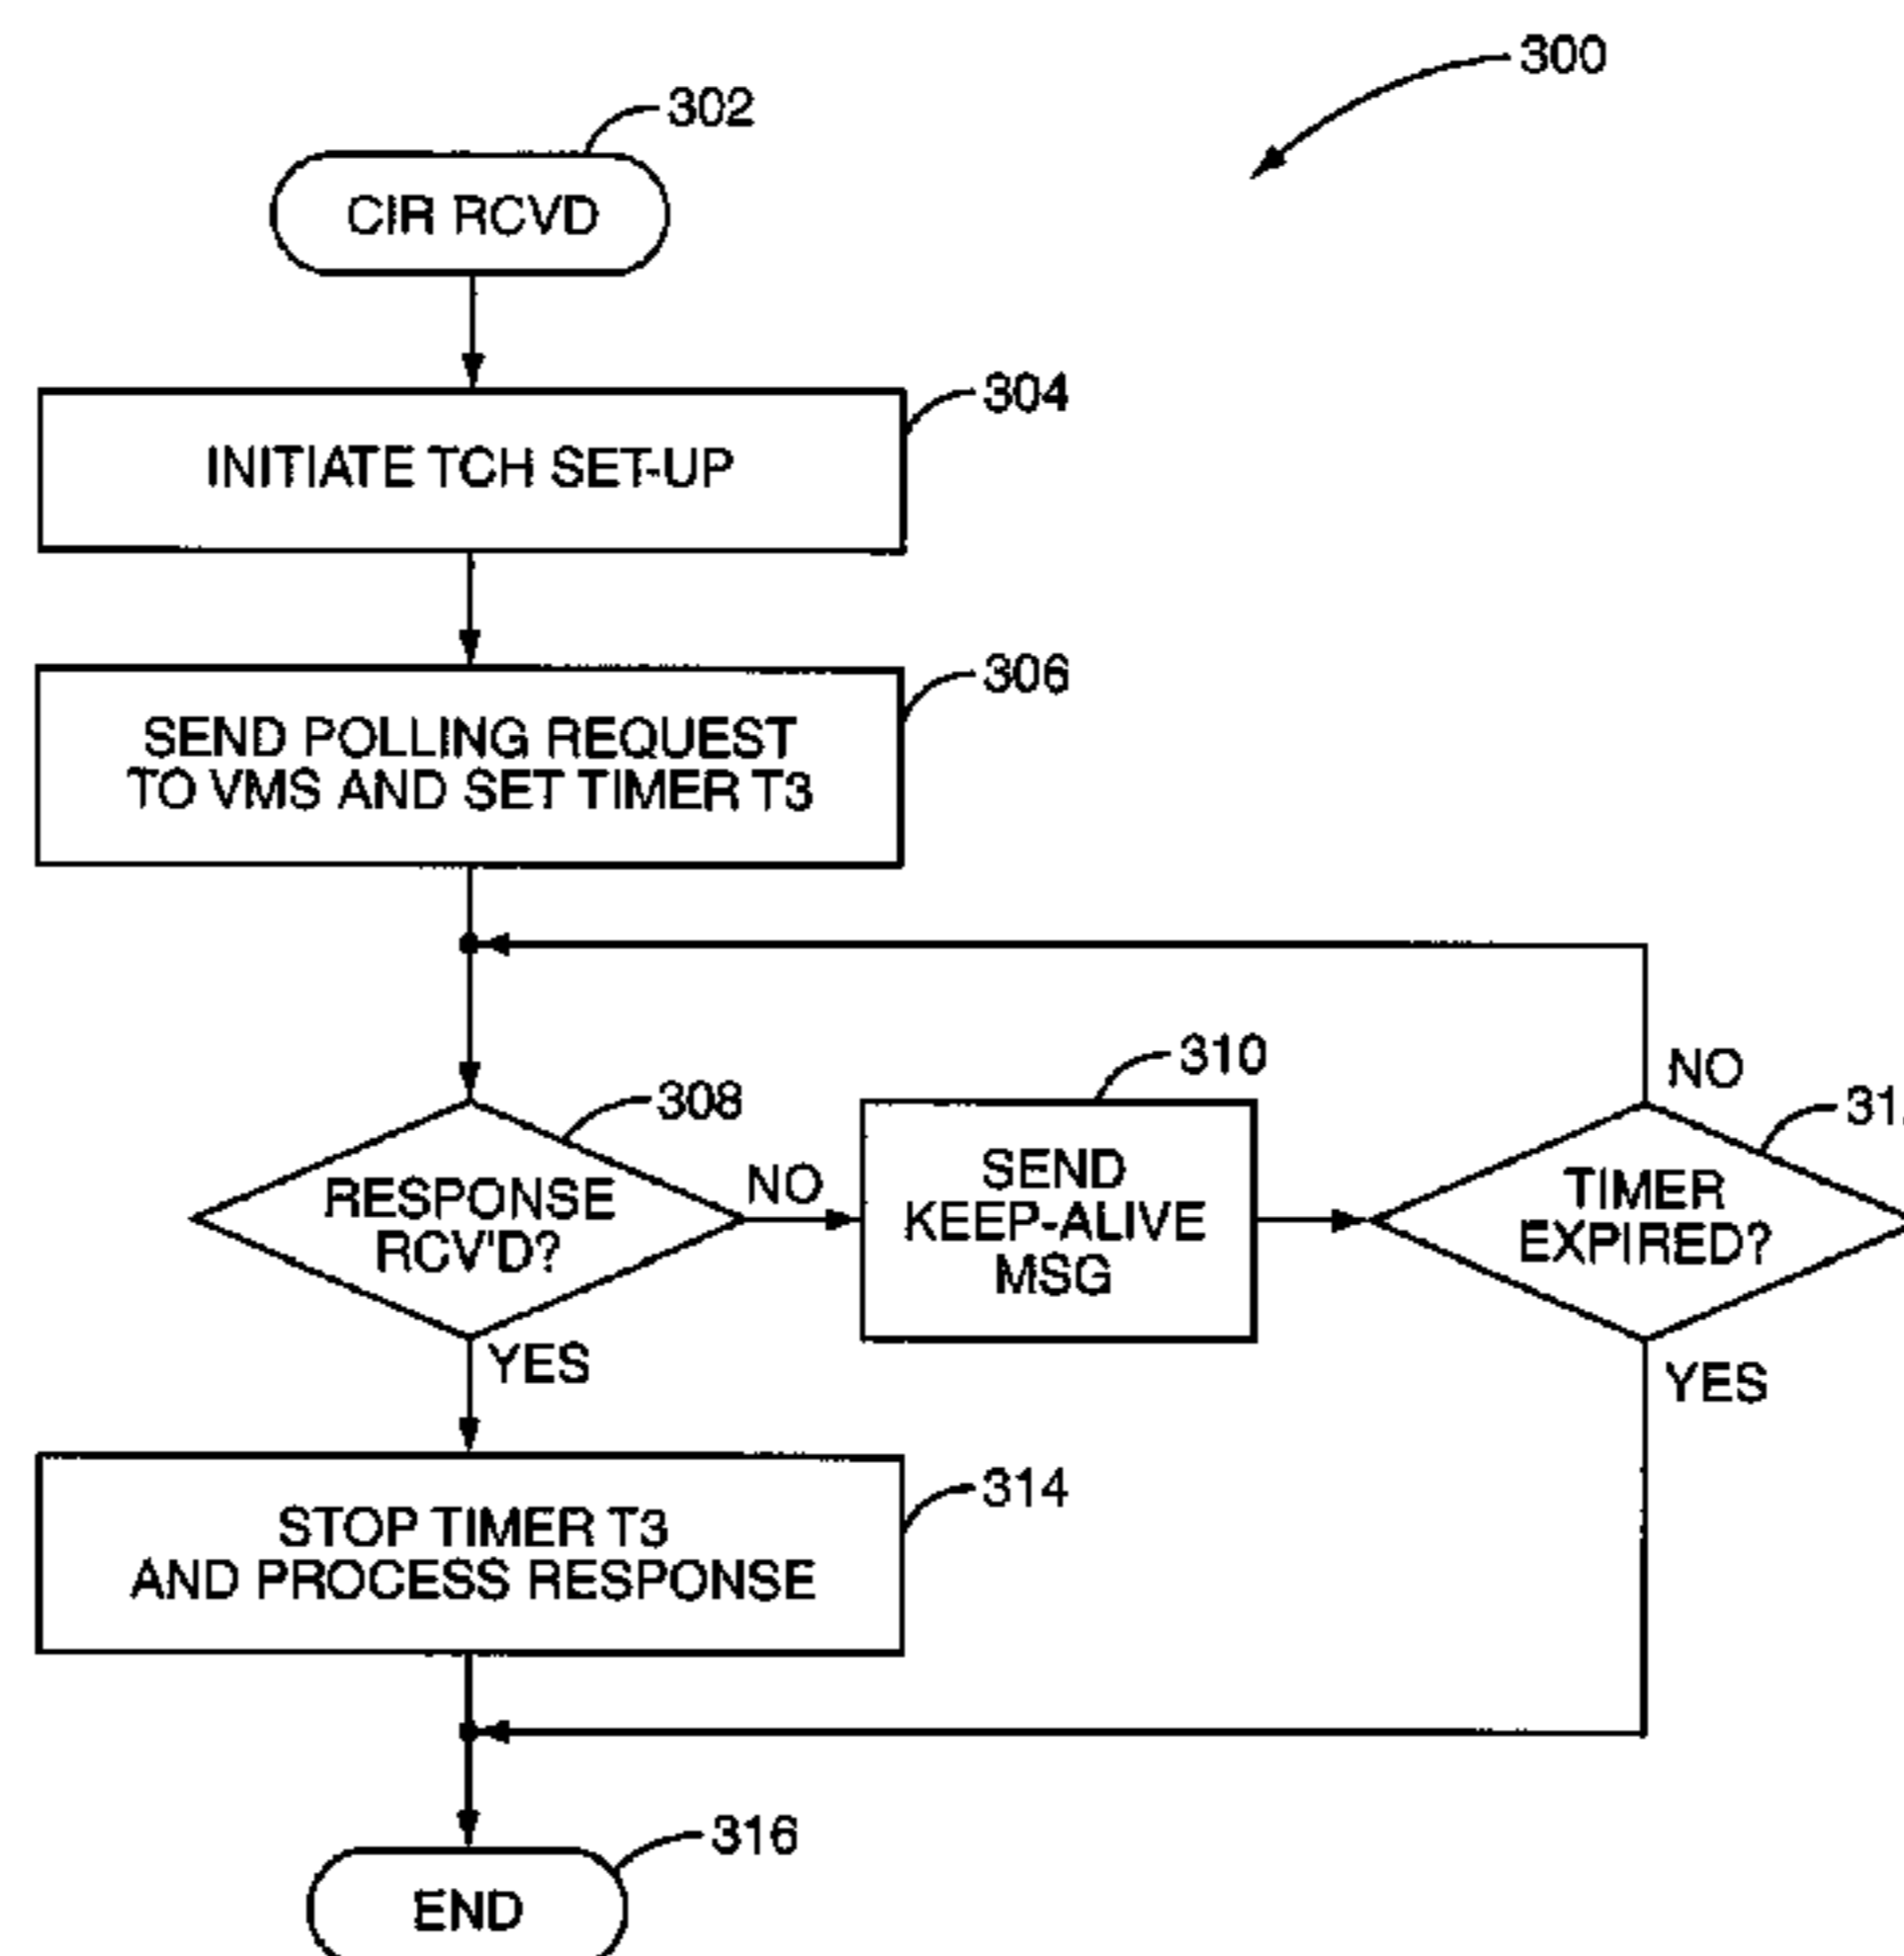 300
302
CIR RCVD
304
INITIATE TCH SET-UP
306
SEND POLLING REQUEST
TO VMS AND SET TIMER T3
308
RESPONSE
RCV'D?
NO
YES
310
SEND
KEEP-ALIVE
MSG
NO
TIMER
EXPIRED?
YES
314
STOP TIMER T3
AND PROCESS RESPONSE
316
END